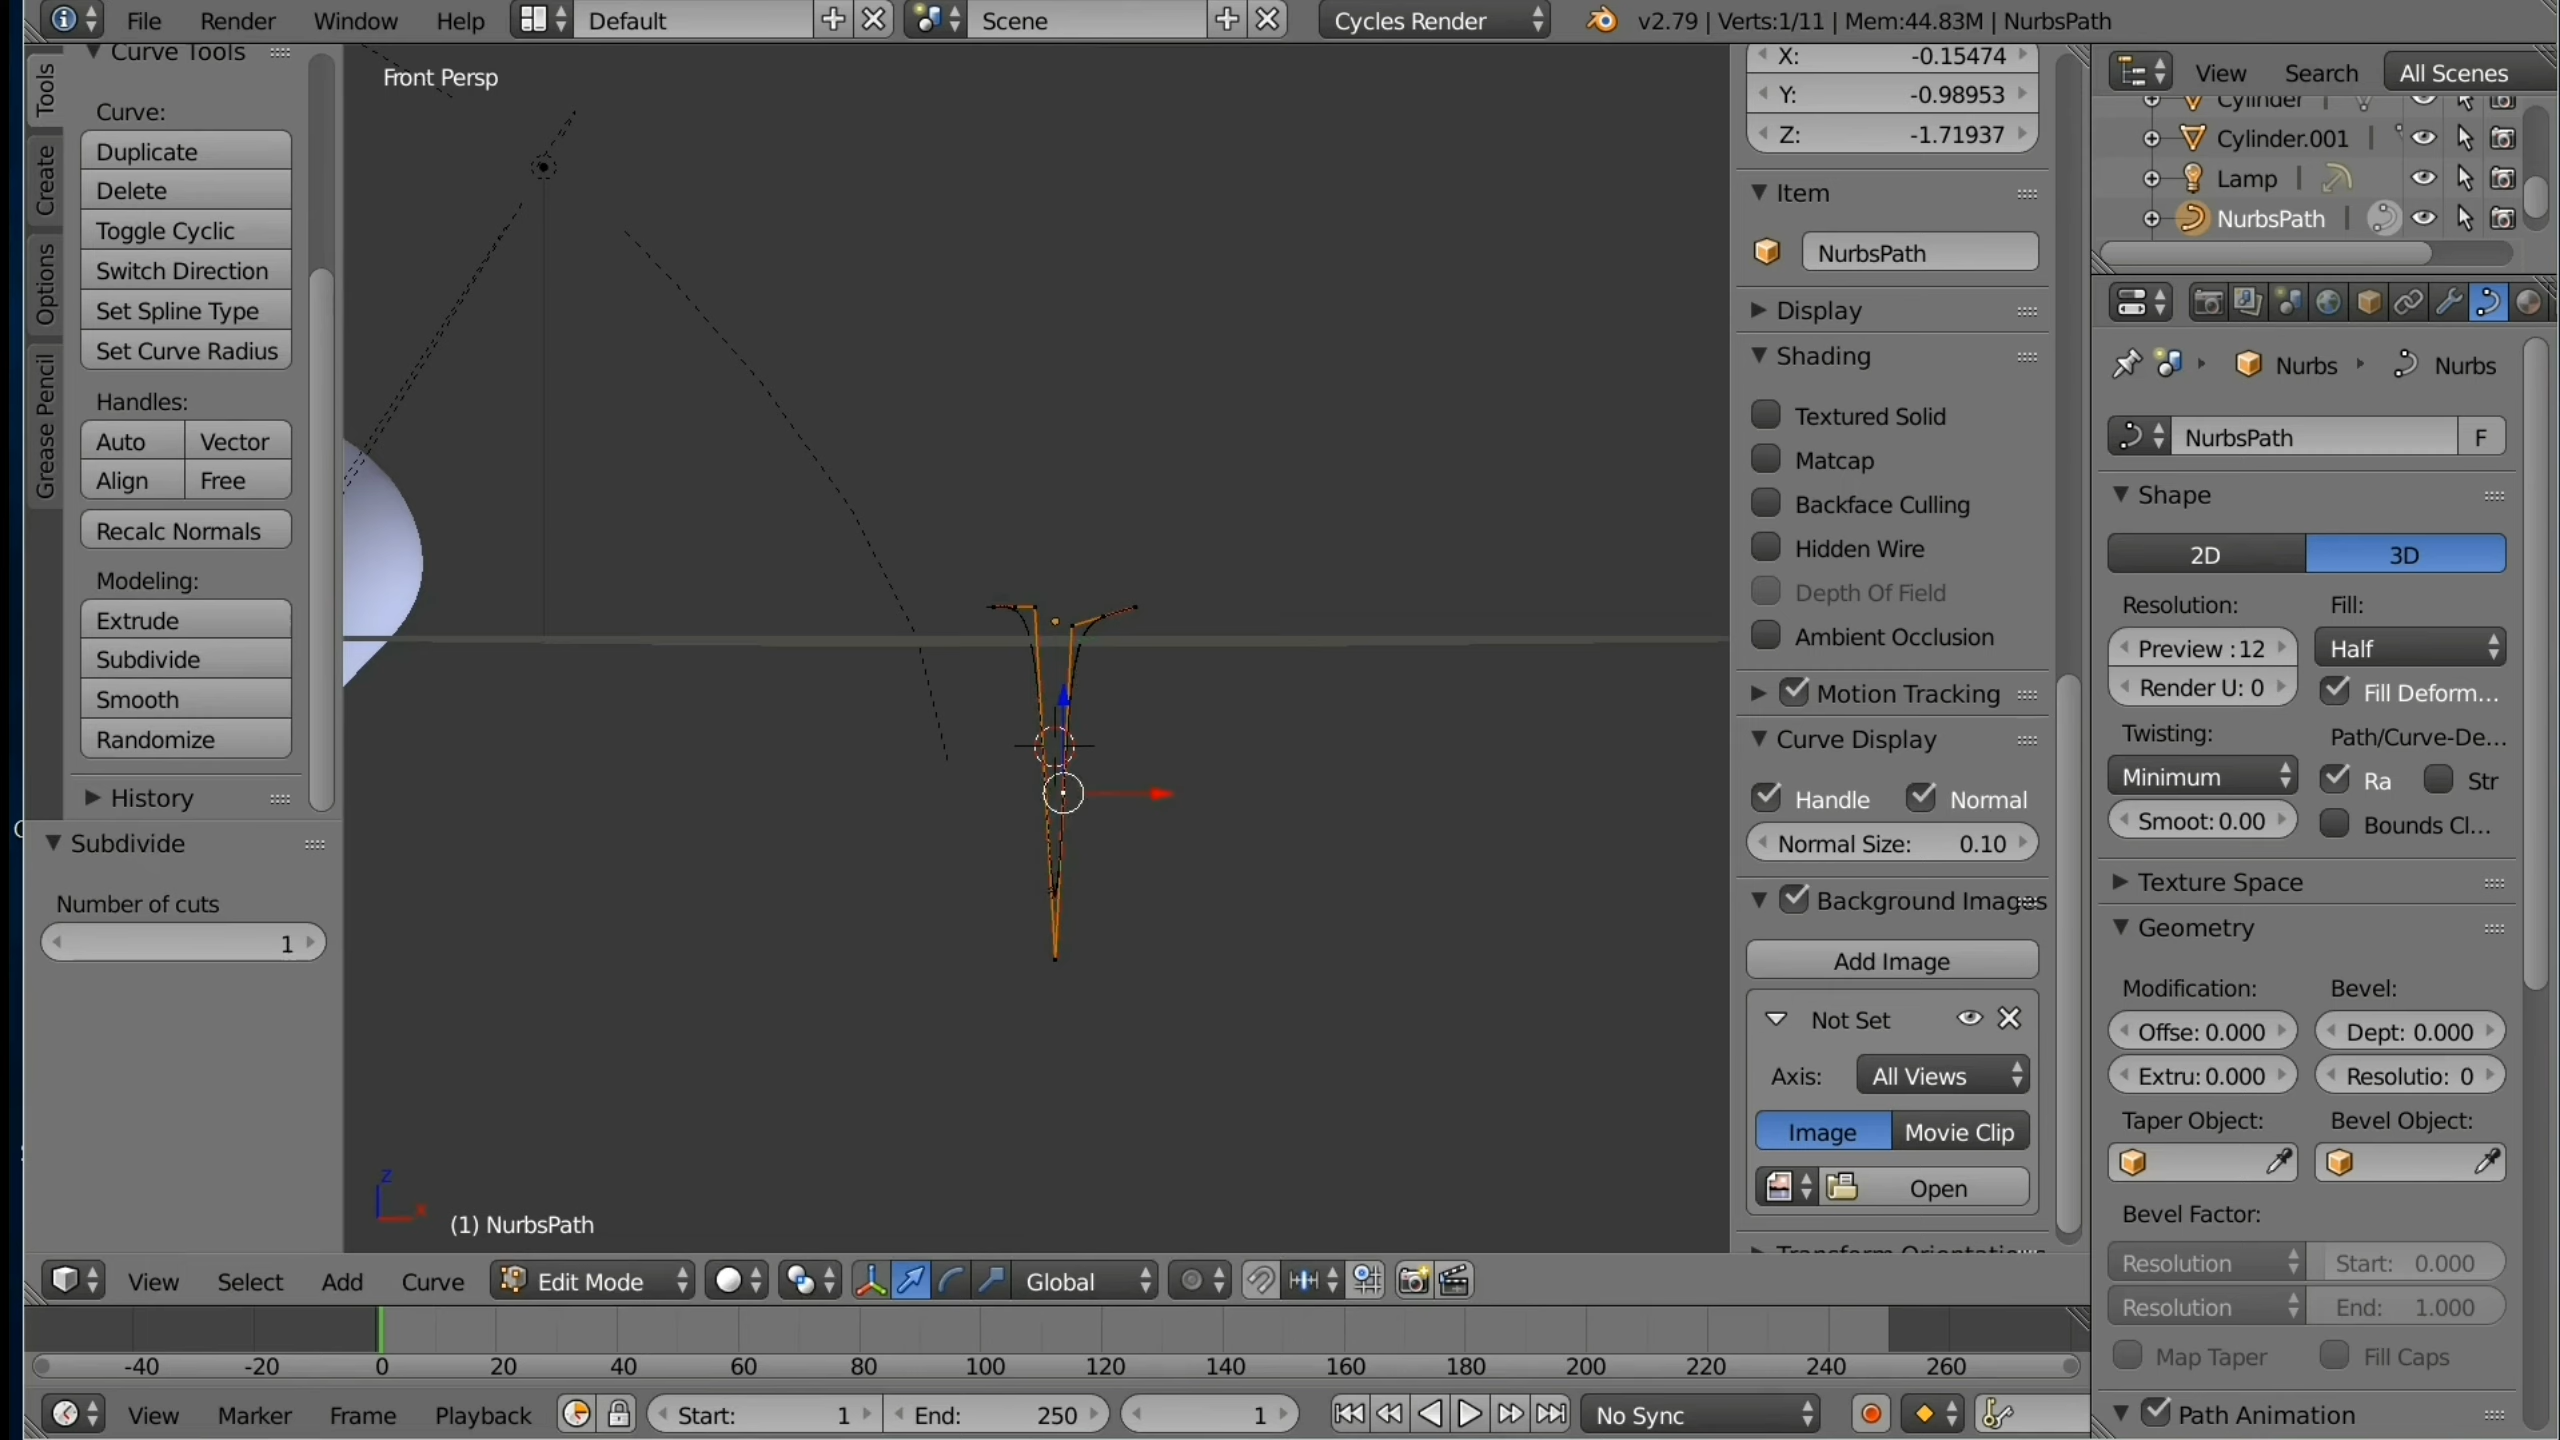 File Render Window Help Default Scene Cycles Render v2.79 | Verts:1/11 | Mem:44.83M | NurbsPath
Tools
Create
Options
Grease Pencil
Curve Tools
Curve:
Duplicate
Delete
Toggle Cyclic
Switch Direction
Set Spline Type
Set Curve Radius
Handles:
Auto Vector
Align Free
Recalc Normals
Modeling:
Extrude
Subdivide
Smooth
Randomize
History
Subdivide
Number of cuts
1
Front Persp
z
x
(1) NurbsPath
X: -0.15474
Y: -0.98953
Z: -1.71937
Item
NurbsPath
Display
Shading
Textured Solid
Matcap
Backface Culling
Hidden Wire
Depth Of Field
Ambient Occlusion
Motion Tracking
Curve Display
Handle Normal
Normal Size: 0.10
Background Images
Add Image
Not Set
Axis: All Views
Image Movie Clip
Open
View Search All Scenes
Cylinder
Cylinder.001
Lamp
NurbsPath
Nurbs Nurbs
NurbsPath F
Shape
2D 3D
Resolution: Fill:
Preview :12 Half
Render U: 0 Fill Deform...
Twisting: Path/Curve-De...
Minimum Ra Str
Smoot: 0.00 Bounds Cl...
Texture Space
Geometry
Modification: Bevel:
Offse: 0.000 Dept: 0.000
Extru: 0.000 Resolutio: 0
Taper Object: Bevel Object:
Bevel Factor:
Resolution Start: 0.000
Resolution End: 1.000
Map Taper Fill Caps
Path Animation
View Select Add Curve Edit Mode Global
-40 -20 0 20 40 60 80 100 120 140 160 180 200 220 240 260
View Marker Frame Playback Start: 1 End: 250 1 No Sync